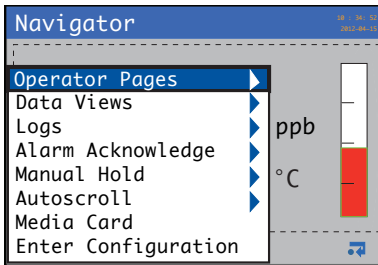 Navigator
10 : 34: 52
2012-04-15
Operator Pages
Data Views
Logs
ppb
Alarm Acknowledge
Manual Hold
°C
Autoscroll
Media Card
Enter Configuration